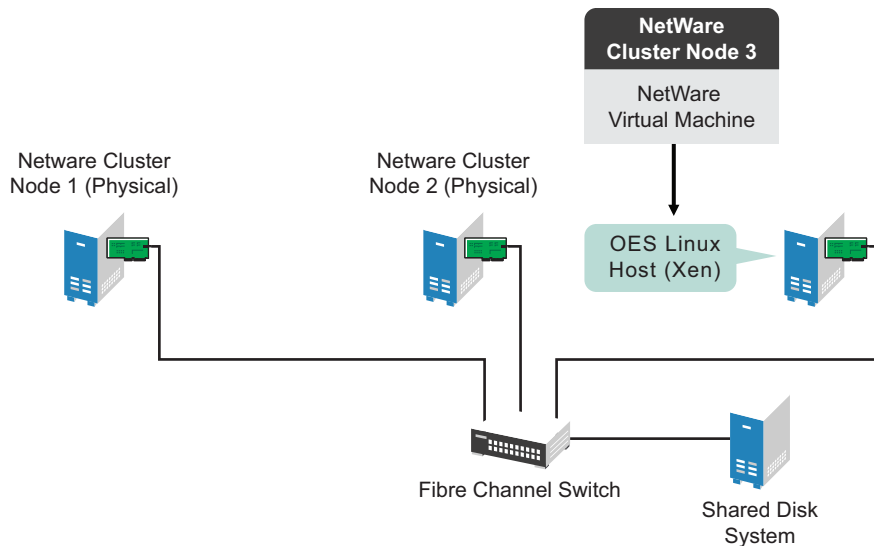 NetWare
Cluster Node 3
NetWare
Virtual Machine
Netware Cluster
Node 1 (Physical)
Netware Cluster
Node 2 (Physical)
OES Linux
Host (Xen)
Fibre Channel Switch
Shared Disk
System